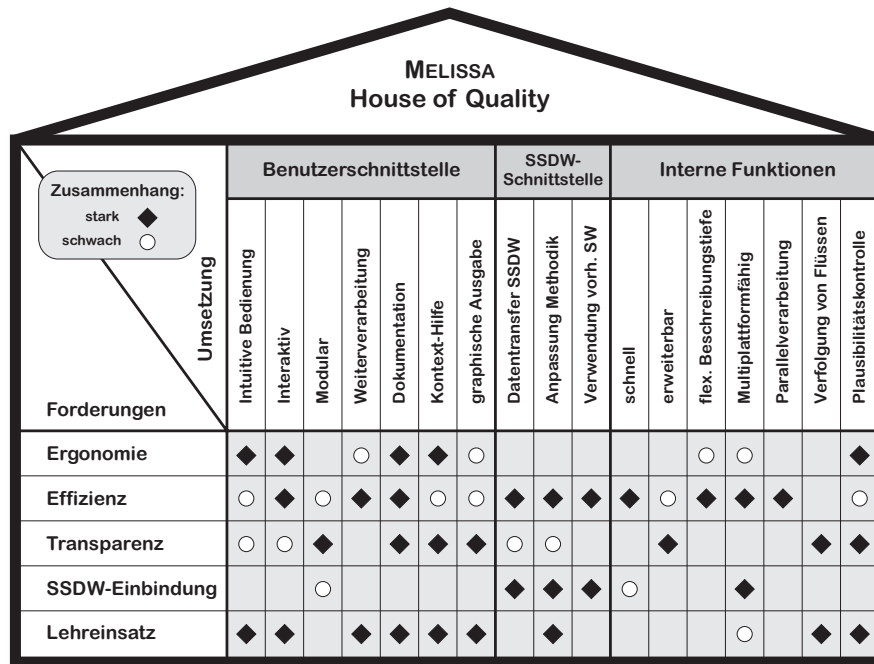 MELISSA
House of Quality
Benutzerschnittstelle
SSDW-
Schnittstelle
Interne Funktionen
Zusammenhang:
stark
schwach
Umsetzung
Forderungen
Intuitive Bedienung
Interaktiv
Modular
Weiterverarbeitung
Dokumentation
Kontext-Hilfe
graphische Ausgabe
Datentransfer SSDW
Anpassung Methodik
Verwendung vorh. SW
schnell
erweiterbar
flex. Beschreibungstiefe
Multiplattformfähig
Parallelverarbeitung
Verfolgung von Flüssen
Plausibilitätskontrolle
Ergonomie
Effizienz
Transparenz
SSDW-Einbindung
Lehreinsatz